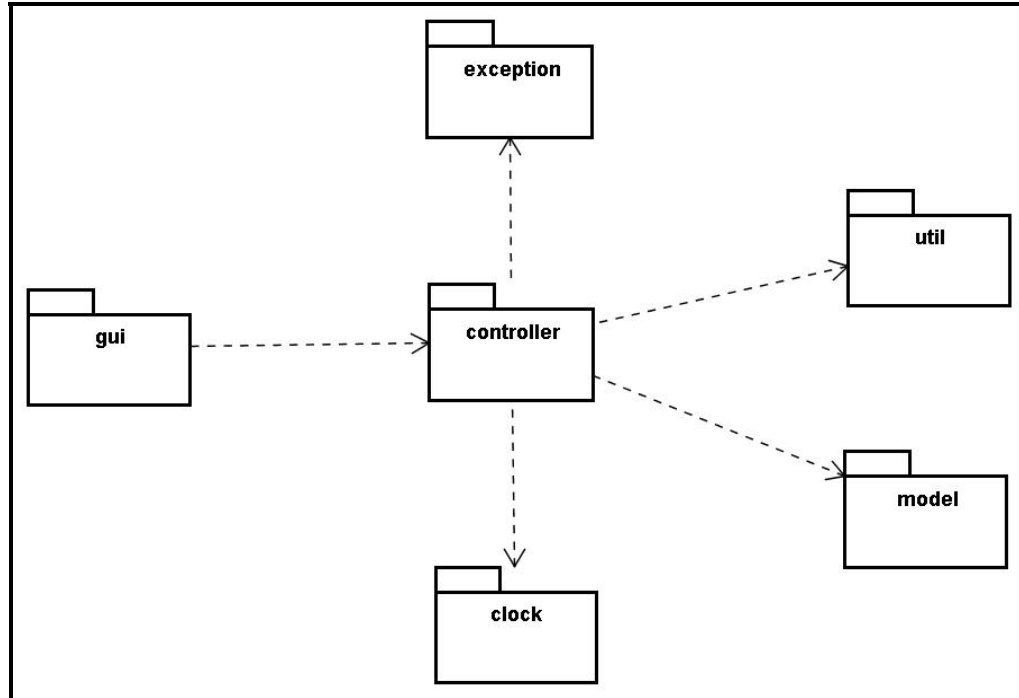 exception
util
gui
controller
model
clock